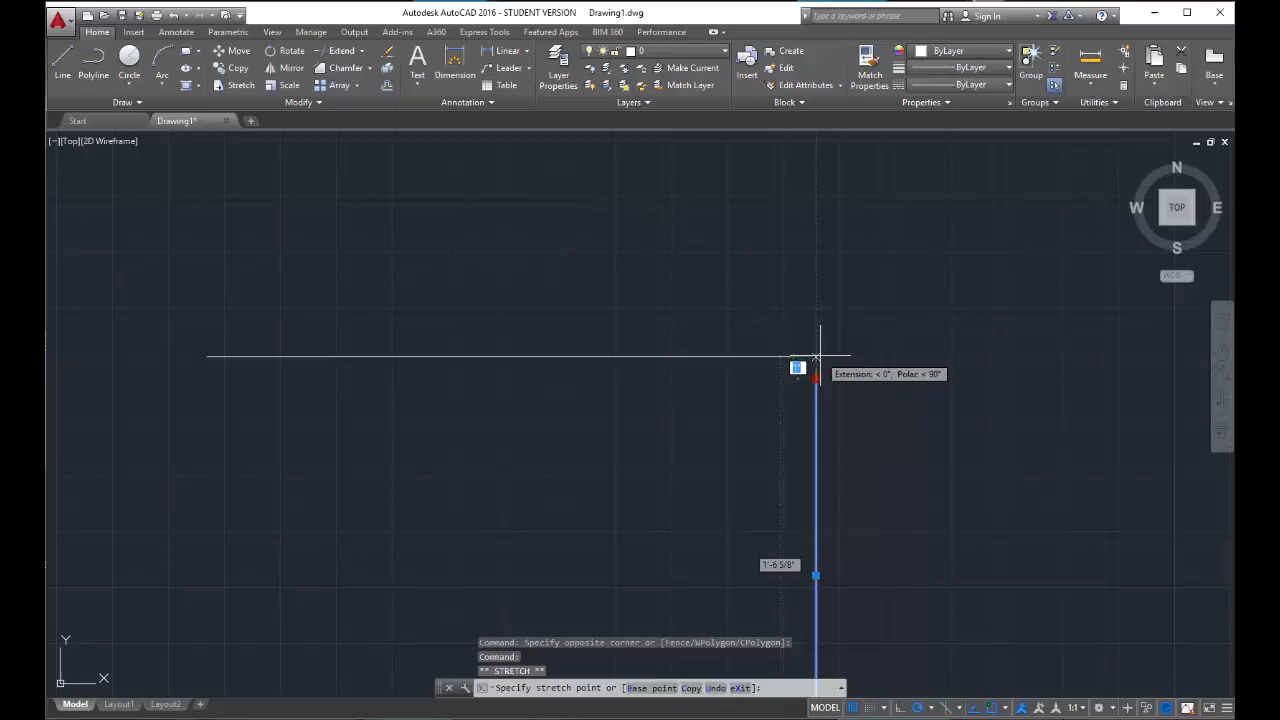 Autodesk AutoCAD 2016 - STUDENT VERSION Drawing1.dwg
Type a keyword or phrase Sign In
Home Insert Annotate Parametric View Manage Output Add-ins A360 Express Tools Featured Apps BIM 360 Performance
Line Polyline Circle Arc
Move Rotate Extend
Copy Mirror Chamfer
Stretch Scale Array
Text Dimension
Linear
Leader
Table
Layer Properties
0
Make Current
Match Layer
Insert
Create
Edit
Edit Attributes
Match Properties
ByLayer
ByLayer
ByLayer
Group Measure Paste Base
Draw Modify Annotation Layers Block Properties Groups Utilities Clipboard View
Start Drawing1*
[−][Top][2D Wireframe]
N
W TOP E
S
WCS
1"
Extension: < 0°, Polar: < 90°
1'-6 5/8"
Command: Specify opposite corner or [Fence/WPolygon/CPolygon]:
Command:
** STRETCH **
Specify stretch point or [Base point Copy Undo eXit]:
Y
X
Model Layout1 Layout2
MODEL 1:1